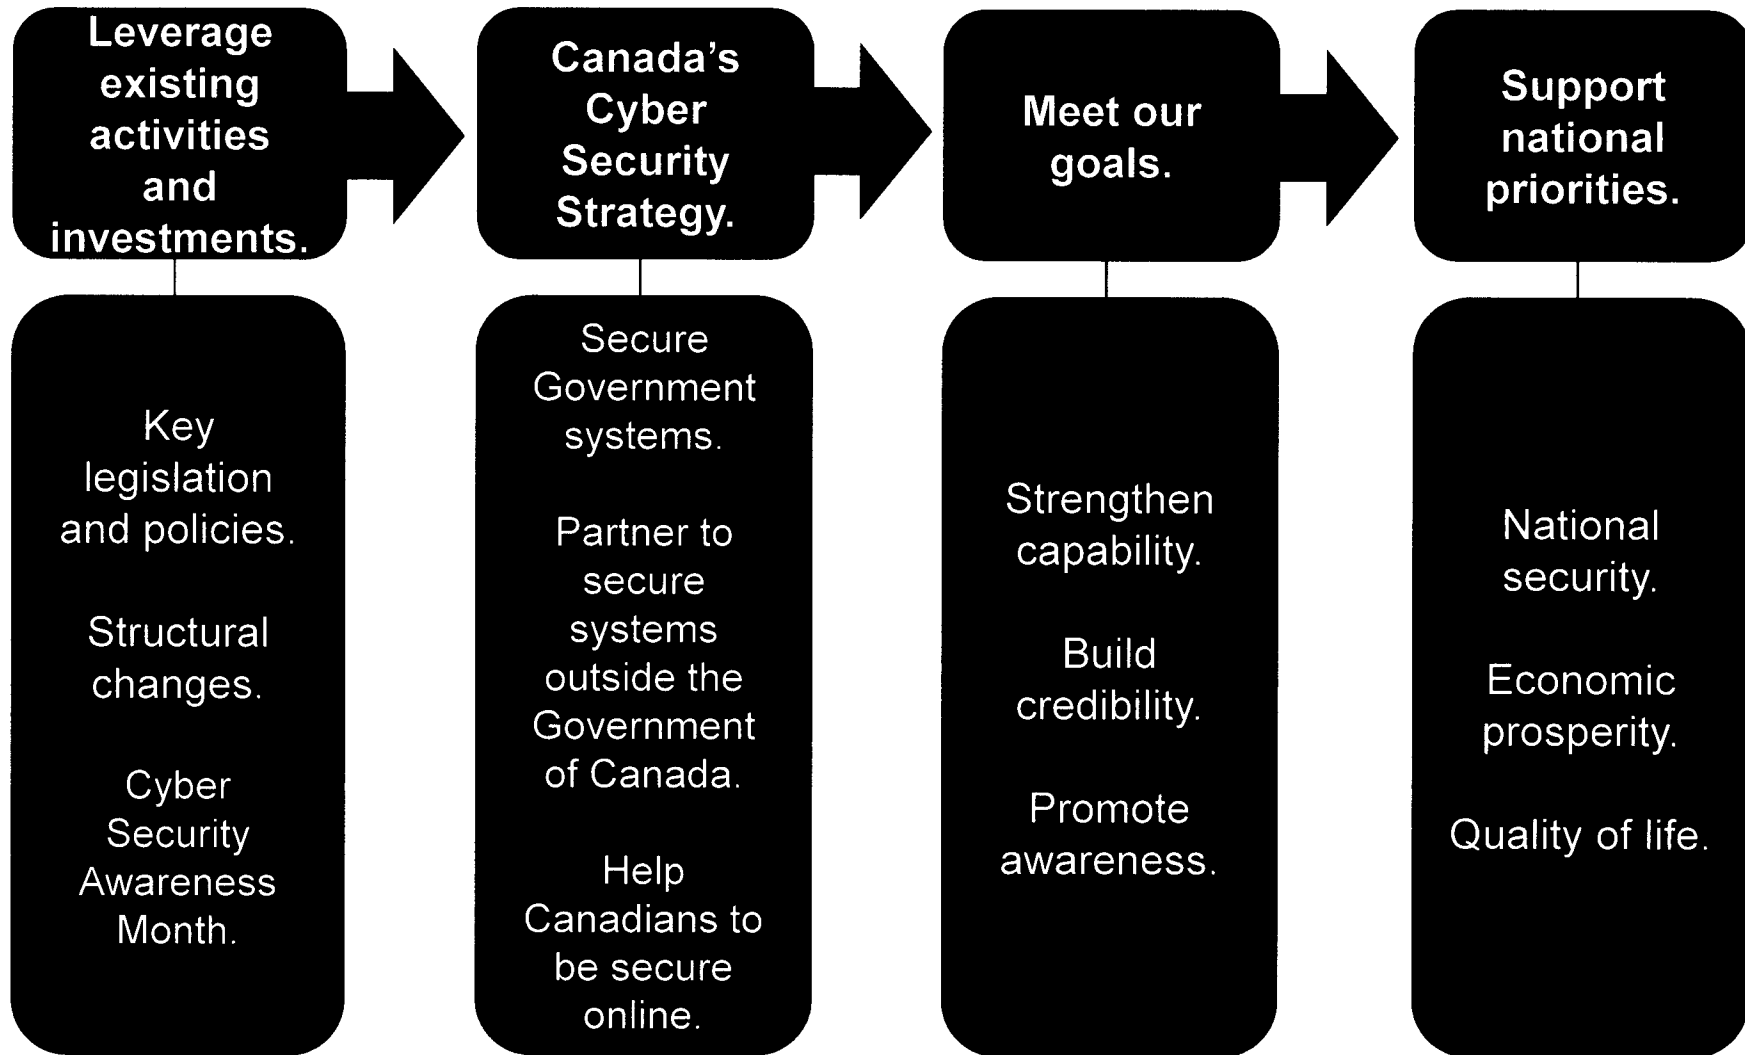 Leverage
existing
activities
and
investments.
Canada's
Cyber
Security
Strategy.
Meet our
goals.
Support
national
priorities.
Key
legislation
and policies.
Structural
changes.
Cyber
Security
Awareness
Month.
Secure
Government
systems.
Partner to
secure
systems
outside the
Government
of Canada.
Help
Canadians to
be secure
online.
Strengthen
capability.
Build
credibility.
Promote
awareness.
National
security.
Economic
prosperity.
Quality of life.